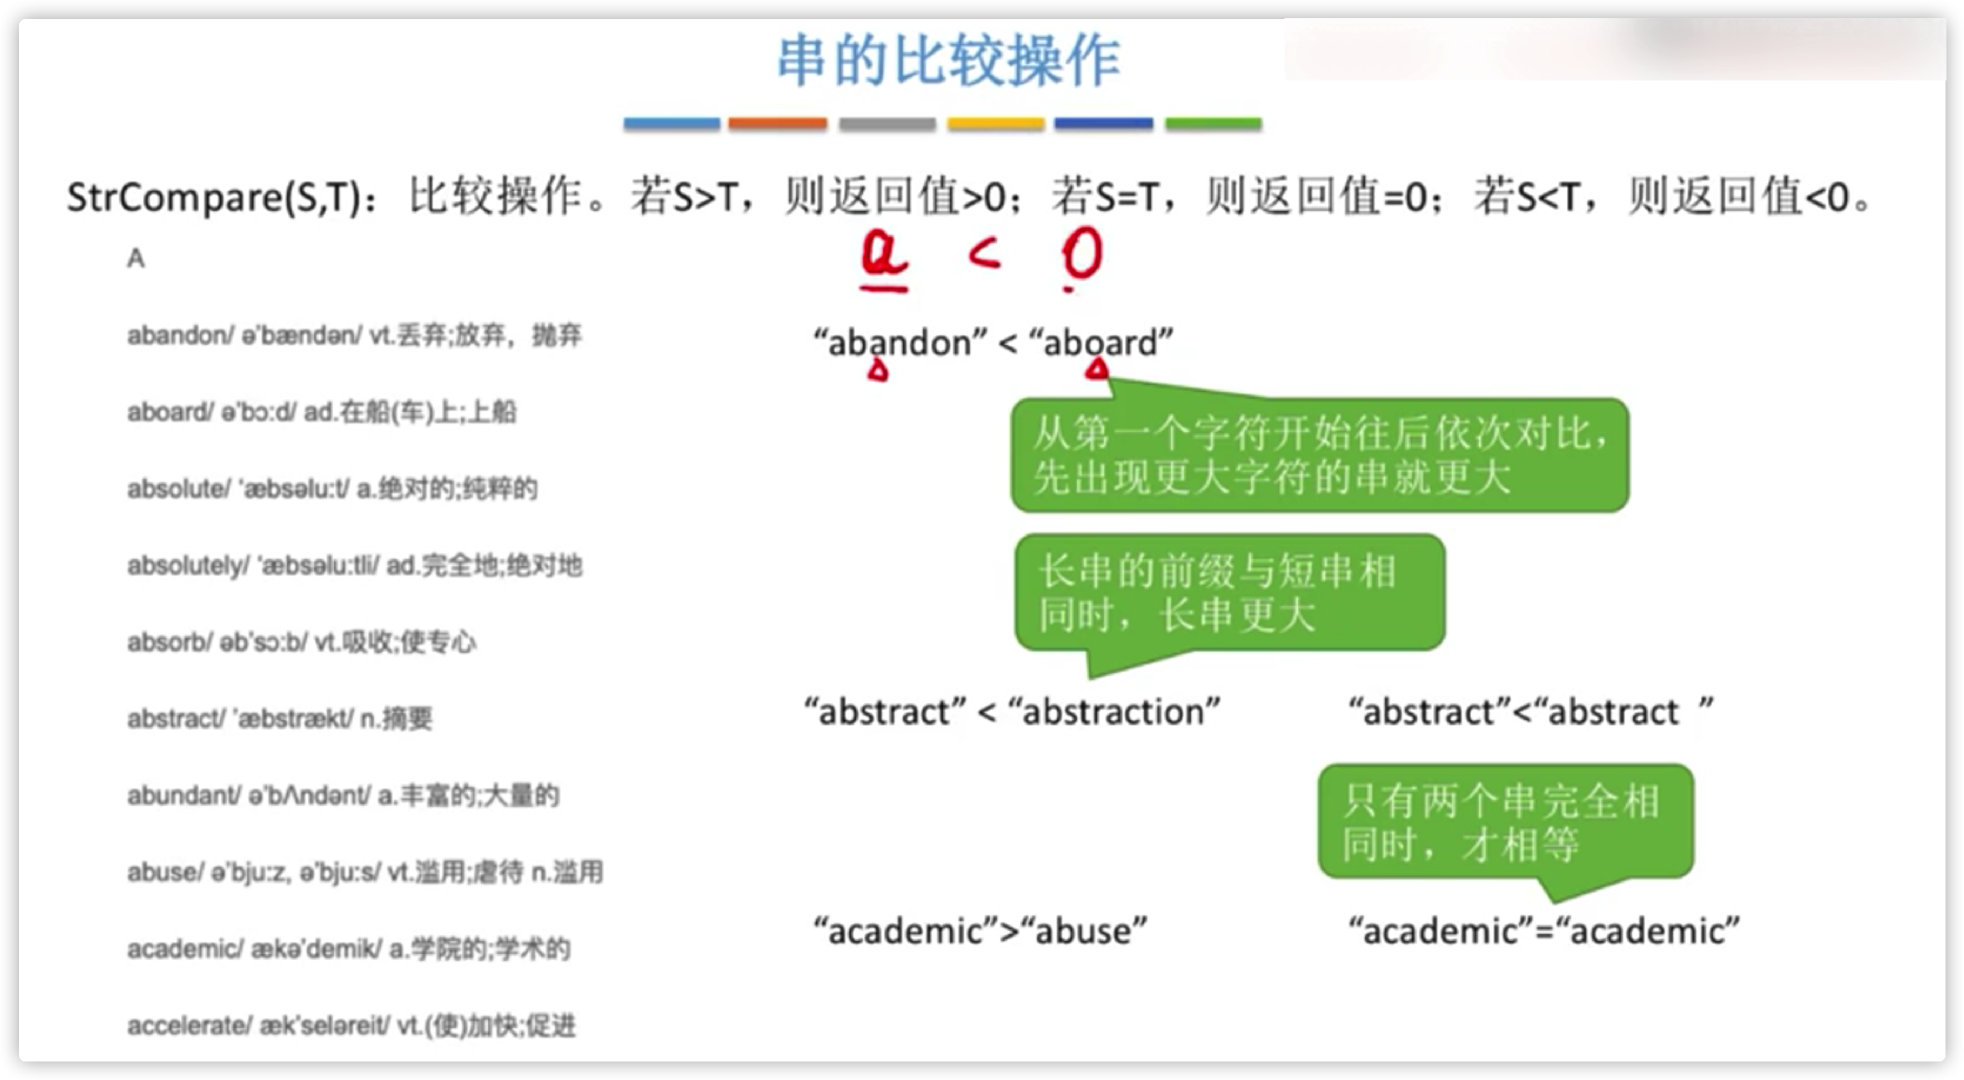 串的比较操作
StrCompare(S,T)：比较操作。若S>T，则返回值>0；若S=T，则返回值=0；若S<T，则返回值<0。
a < o
A
abandon/ ə'bændən/ vt.丢弃;放弃，抛弃
aboard/ ə'bɔ:d/ ad.在船(车)上;上船
absolute/ 'æbsəlu:t/ a.绝对的;纯粹的
absolutely/ 'æbsəlu:tli/ ad.完全地;绝对地
absorb/ əb'sɔ:b/ vt.吸收;使专心
abstract/ 'æbstrækt/ n.摘要
abundant/ ə'bΛndənt/ a.丰富的;大量的
abuse/ ə'bju:z, ə'bju:s/ vt.滥用;虐待 n.滥用
academic/ ækə'demik/ a.学院的;学术的
accelerate/ æk'seləreit/ vt.(使)加快;促进
“abandon” < “aboard”
从第一个字符开始往后依次对比，
先出现更大字符的串就更大
长串的前缀与短串相
同时，长串更大
“abstract” < “abstraction”
“abstract”<“abstract  ”
只有两个串完全相
同时，才相等
“academic”>“abuse”
“academic”=“academic”